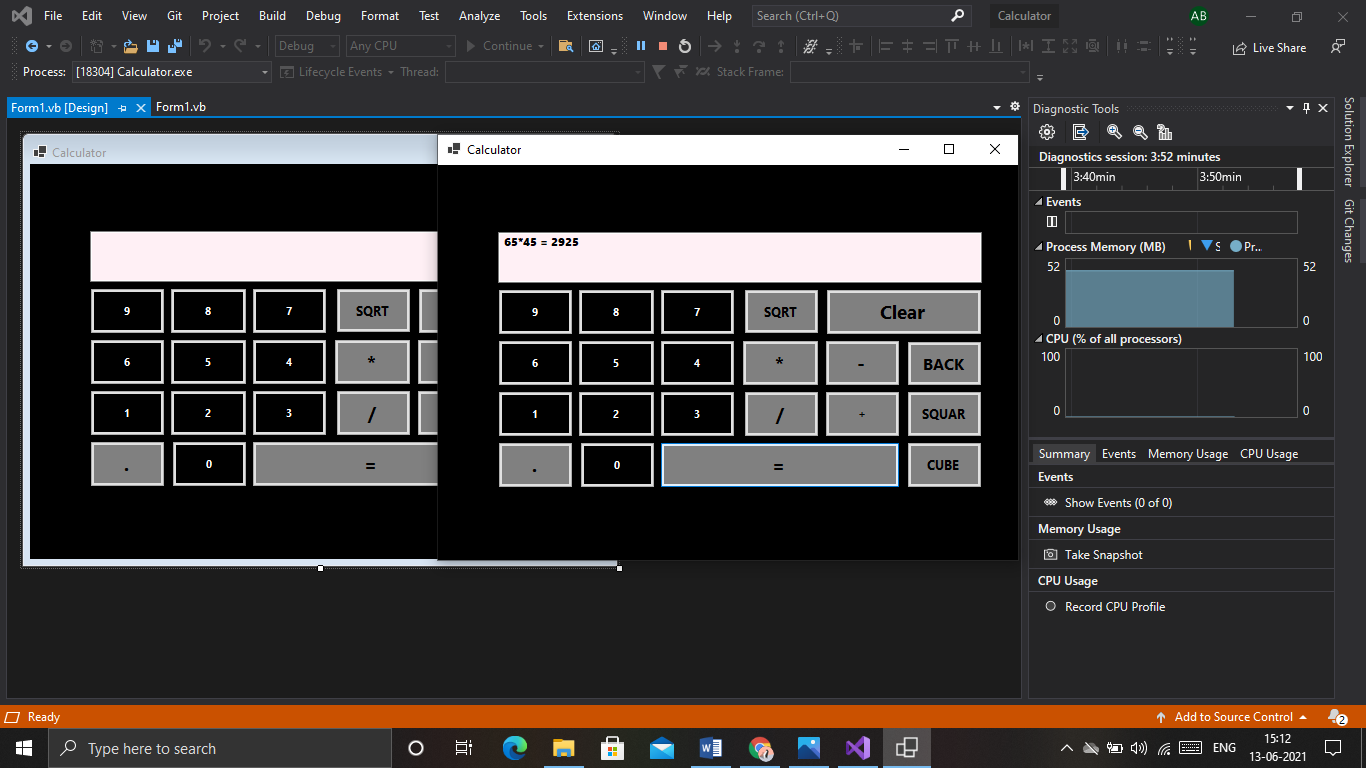 File Edit View Git Project Build Debug Format Test Analyze Tools Extensions Window Help Search (Ctrl+Q) Calculator AB
Debug Any CPU Continue Live Share
Process: [18304] Calculator.exe Lifecycle Events Thread: Stack Frame:
Form1.vb [Design] Form1.vb
Calculator
9 8 7 SQRT
6 5 4 *
1 2 3 /
. 0 =
Calculator
65*45 = 2925
9 8 7 SQRT Clear
6 5 4 * - BACK
1 2 3 / + SQUAR
. 0 = CUBE
Diagnostic Tools
Diagnostics session: 3:52 minutes
3:40min 3:50min
Events
Process Memory (MB) S Pr...
52 52
0 0
CPU (% of all processors)
100 100
0 0
Summary Events Memory Usage CPU Usage
Events
Show Events (0 of 0)
Memory Usage
Take Snapshot
CPU Usage
Record CPU Profile
Solution Explorer
Git Changes
Ready Add to Source Control 2
Type here to search ENG 15:12
13-06-2021